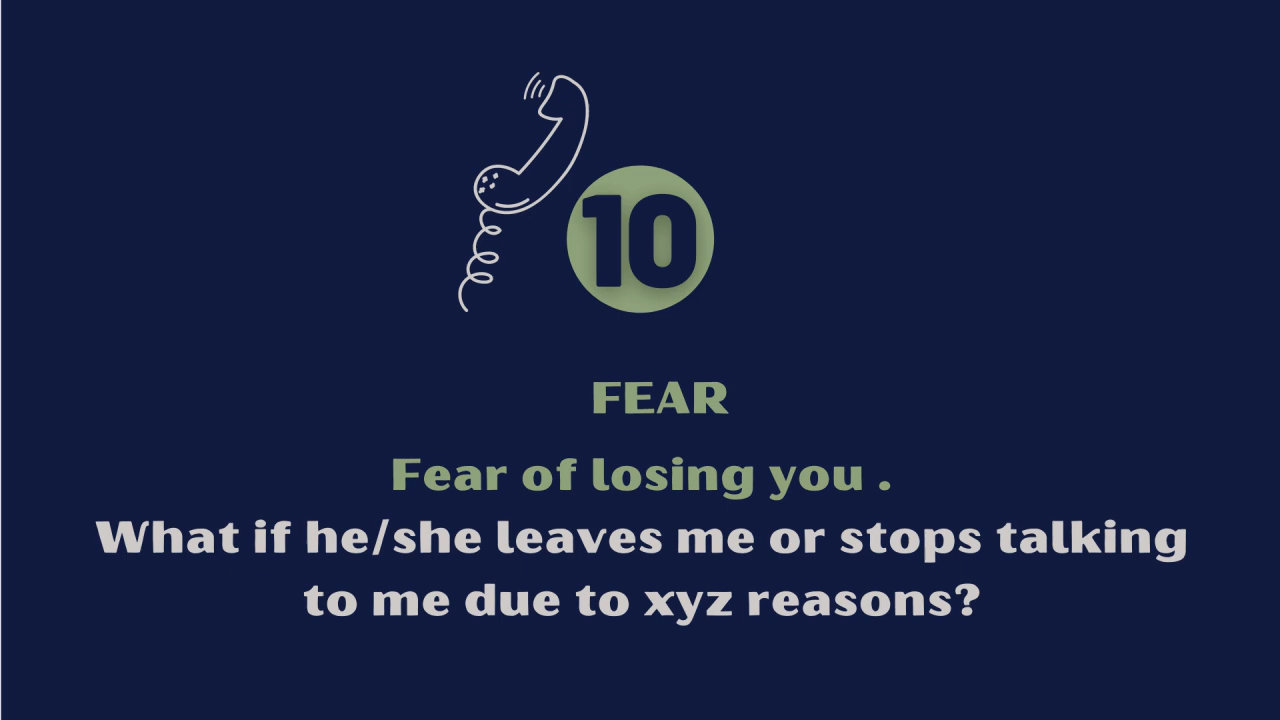 10
FEAR
Fear of losing you .
What if he/she leaves me or stops talking
to me due to xyz reasons?